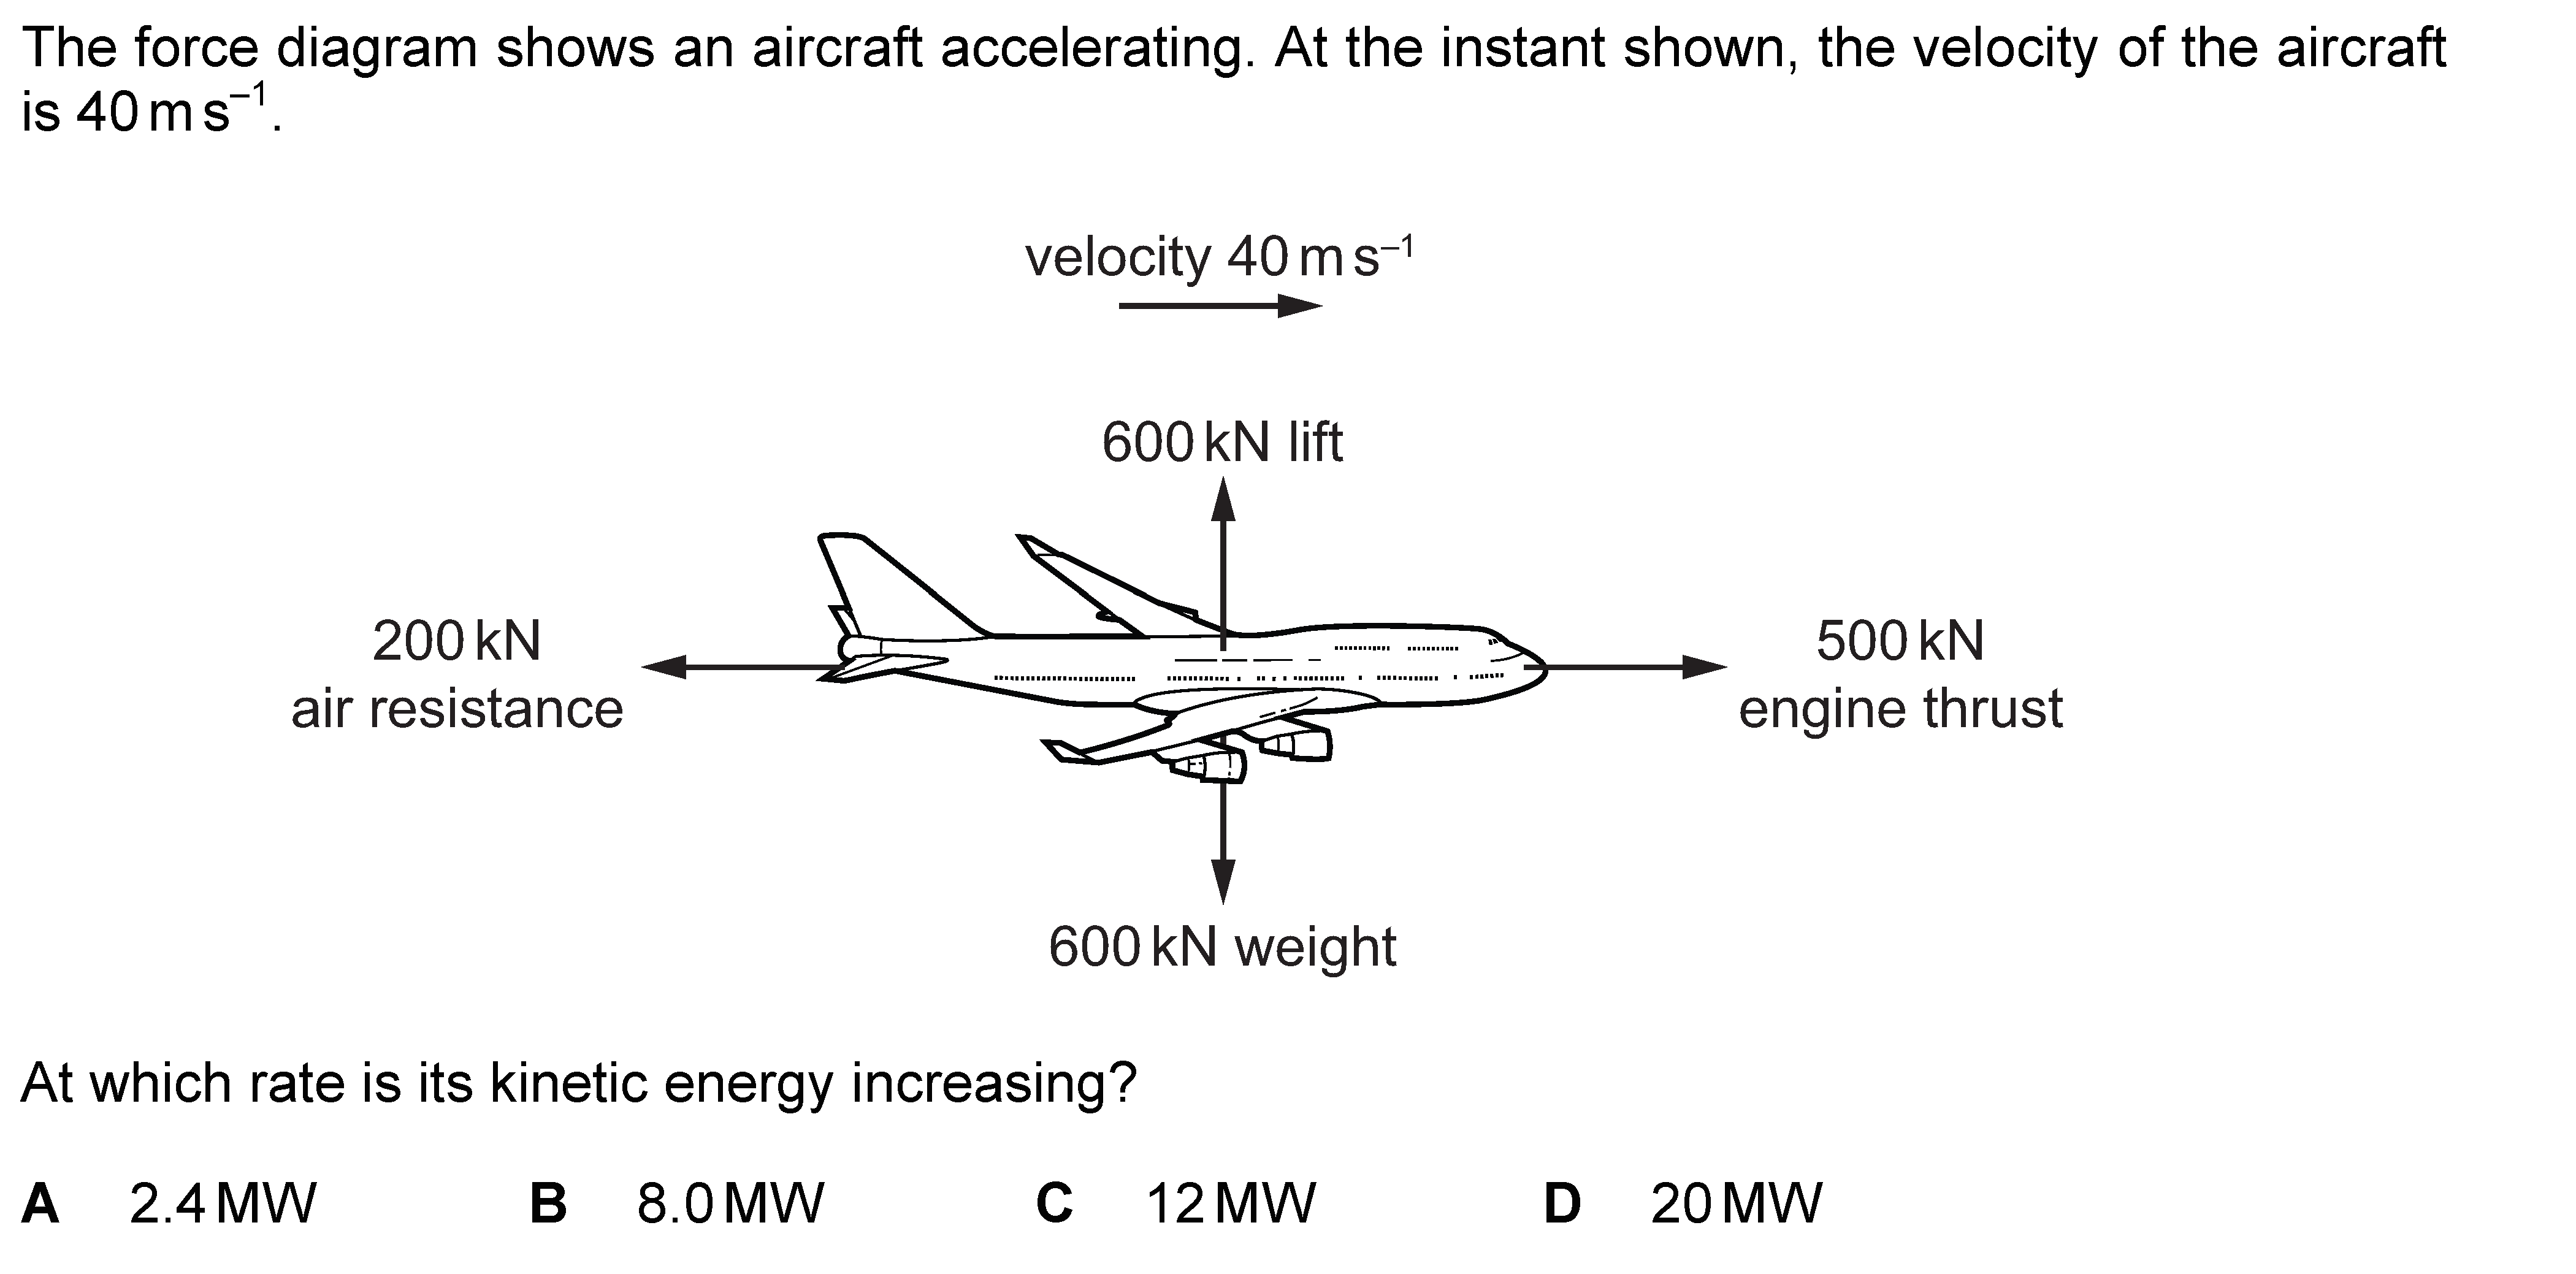 The force diagram shows an aircraft accelerating. At the instant shown, the velocity of the aircraft
is 40 m s⁻¹.
velocity 40 m s⁻¹
600 kN lift
200 kN
air resistance
500 kN
engine thrust
600 kN weight
At which rate is its kinetic energy increasing?
A 2.4 MW B 8.0 MW C 12 MW D 20 MW